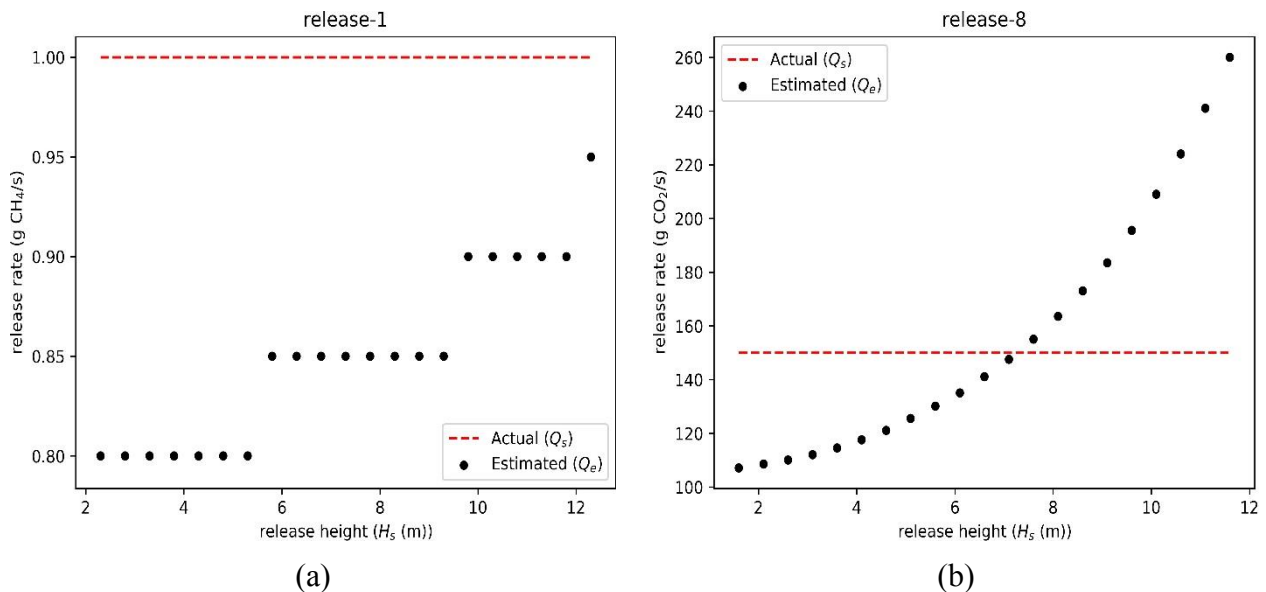 release-1
1.00
0.95
0.90
0.85
0.80
release rate (g CH₄/s)
2 4 6 8 10 12
release height (Hₛ (m))
Actual (Qₛ)
Estimated (Qₑ)
(a)
release-8
260
240
220
200
180
160
140
120
100
release rate (g CO₂/s)
2 4 6 8 10 12
release height (Hₛ (m))
Actual (Qₛ)
Estimated (Qₑ)
(b)